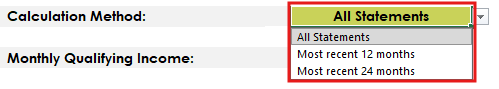 Calculation Method: All Statements
All Statements
Most recent 12 months
Monthly Qualifying Income:
Most recent 24 months